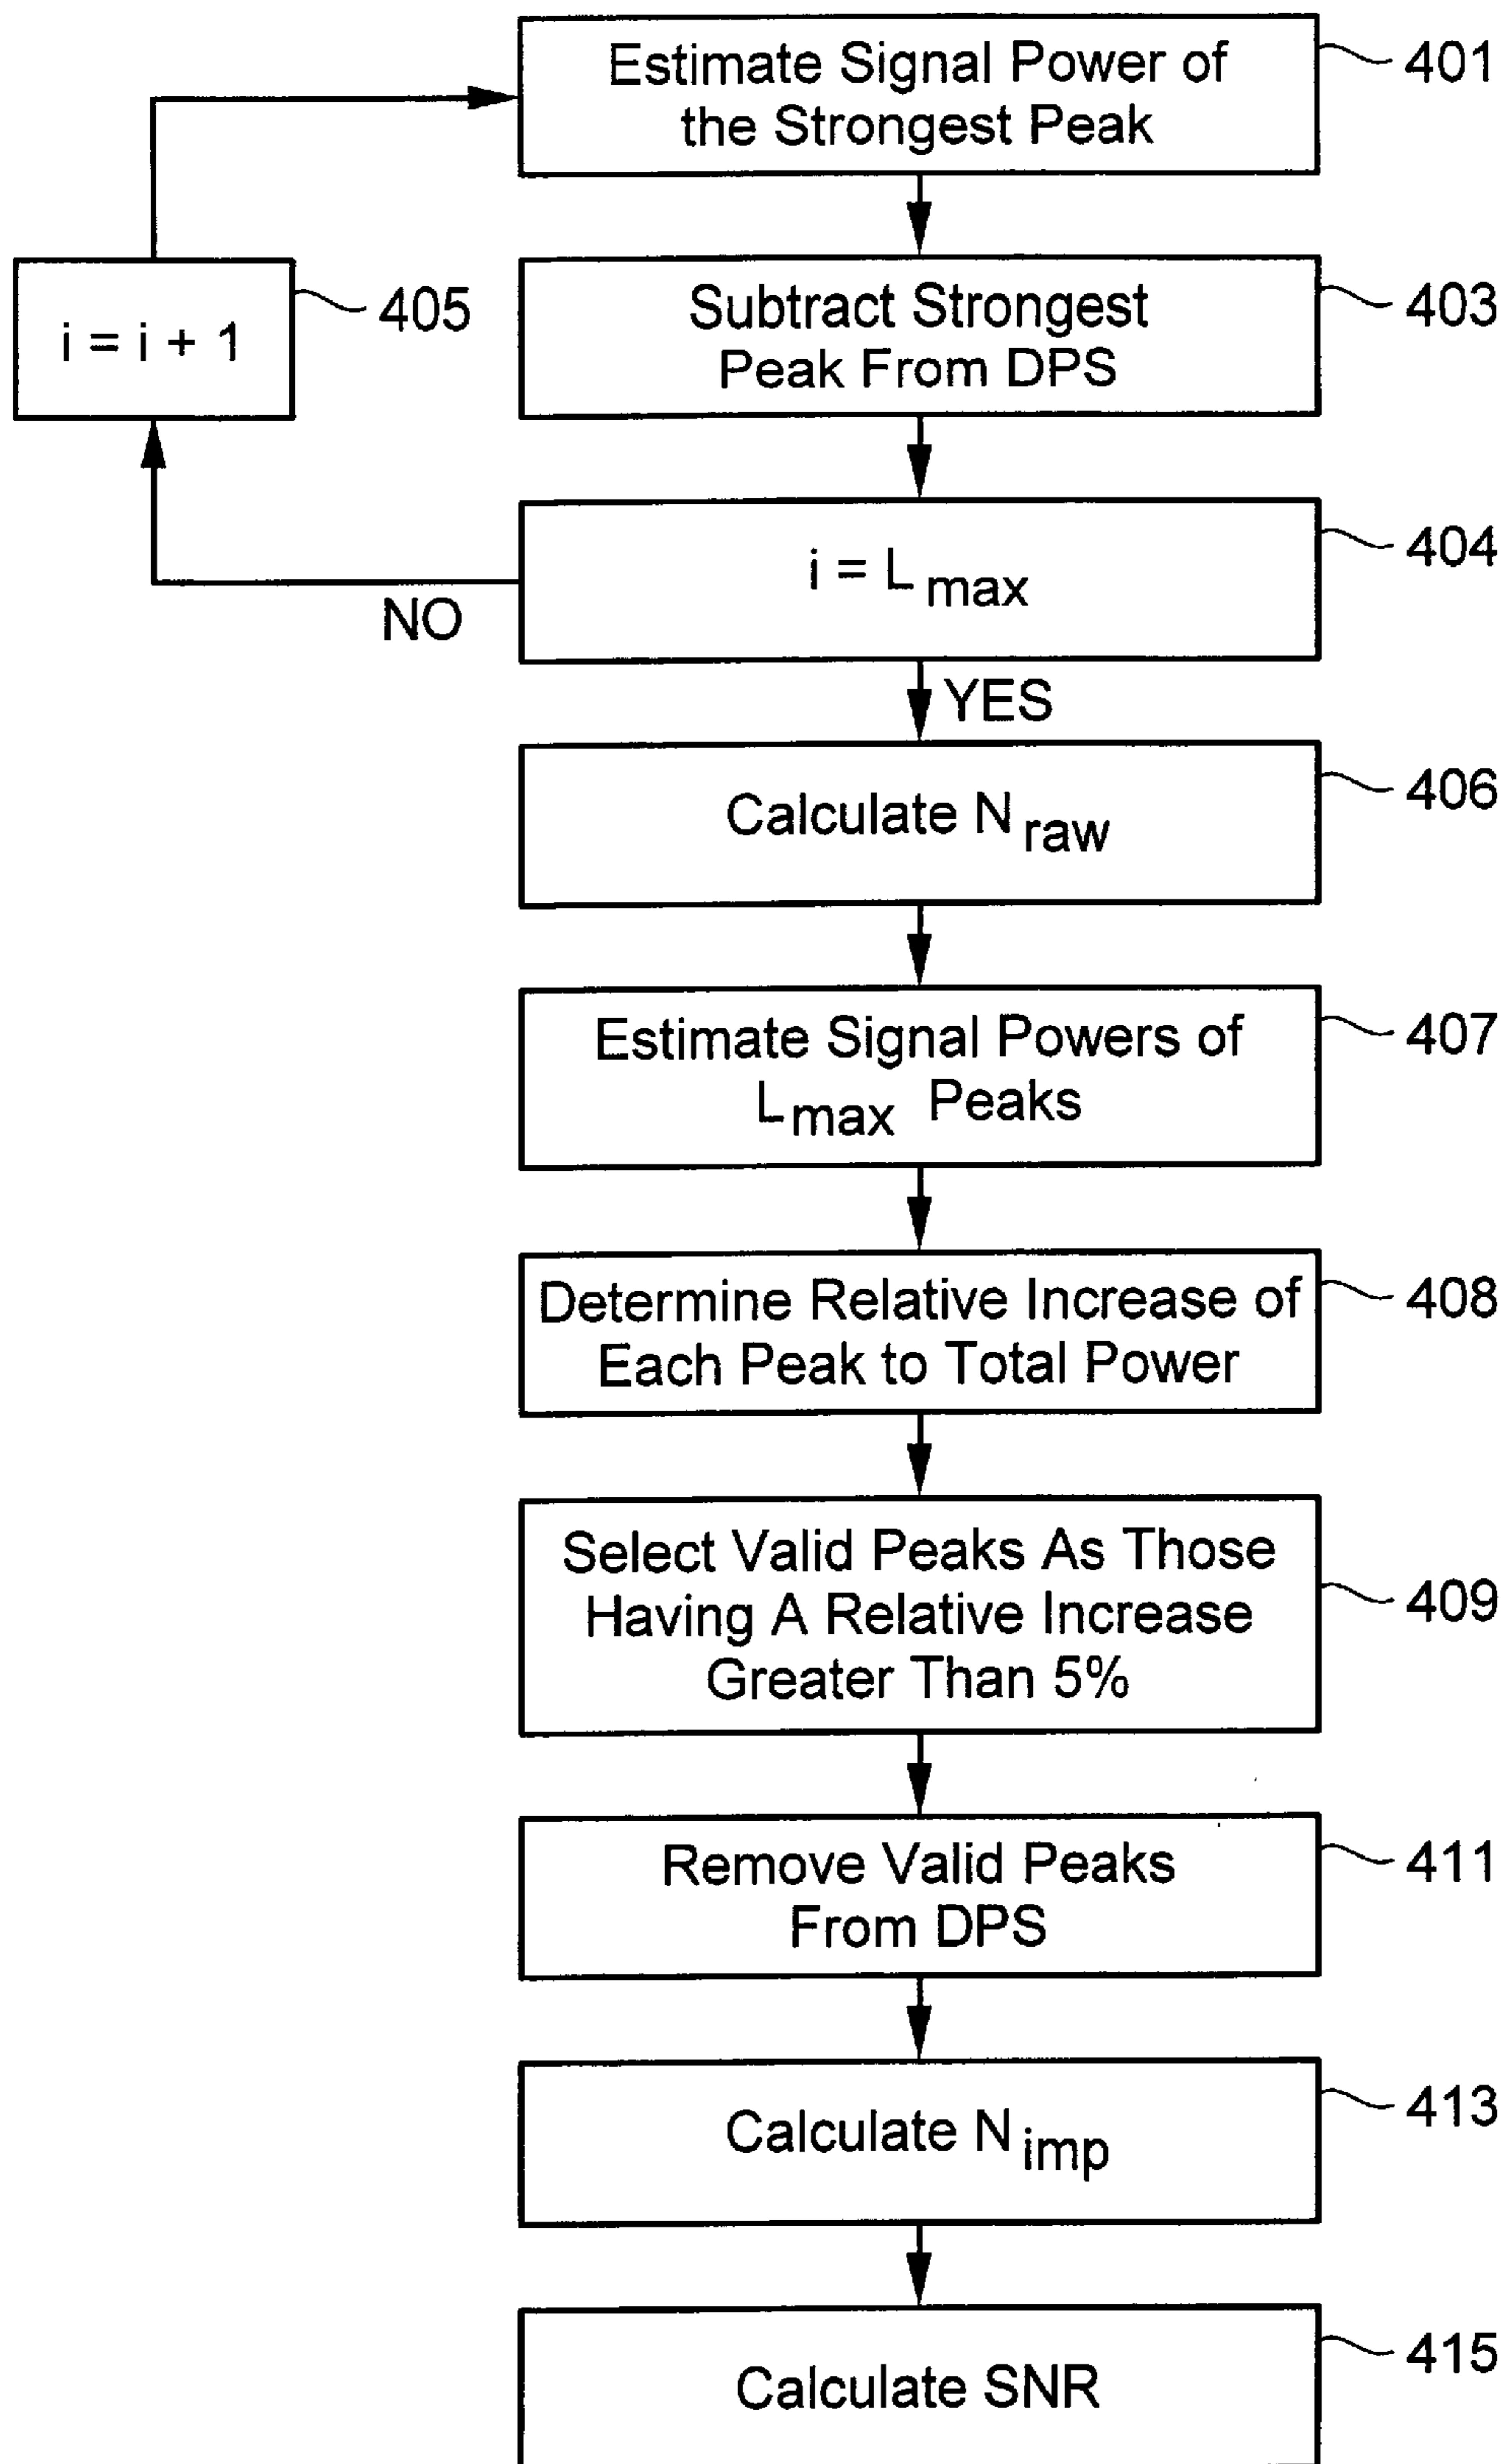 Estimate Signal Power of
the Strongest Peak
401
Subtract Strongest
Peak From DPS
403
i = i + 1
405
i = L max
404
NO
YES
Calculate N raw
406
Estimate Signal Powers of
L max Peaks
407
Determine Relative Increase of
Each Peak to Total Power
408
Select Valid Peaks As Those
Having A Relative Increase
Greater Than 5%
409
Remove Valid Peaks
From DPS
411
Calculate N imp
413
Calculate SNR
415